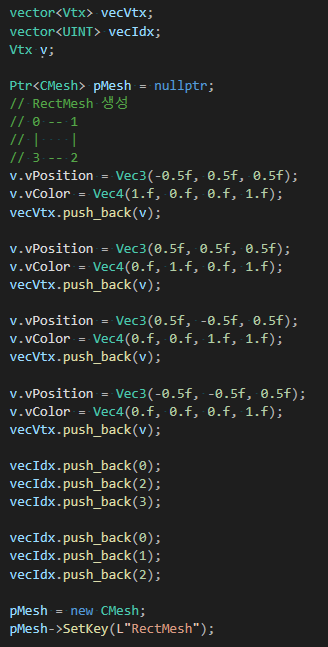 vector<Vtx> vecVtx;
vector<UINT> vecIdx;
Vtx v;

Ptr<CMesh> pMesh = nullptr;
// RectMesh 생성
// 0 -- 1
// |    |
// 3 -- 2
v.vPosition = Vec3(-0.5f, 0.5f, 0.5f);
v.vColor = Vec4(1.f, 0.f, 0.f, 1.f);
vecVtx.push_back(v);

v.vPosition = Vec3(0.5f, 0.5f, 0.5f);
v.vColor = Vec4(0.f, 1.f, 0.f, 1.f);
vecVtx.push_back(v);

v.vPosition = Vec3(0.5f, -0.5f, 0.5f);
v.vColor = Vec4(0.f, 0.f, 1.f, 1.f);
vecVtx.push_back(v);

v.vPosition = Vec3(-0.5f, -0.5f, 0.5f);
v.vColor = Vec4(0.f, 0.f, 0.f, 1.f);
vecVtx.push_back(v);

vecIdx.push_back(0);
vecIdx.push_back(2);
vecIdx.push_back(3);

vecIdx.push_back(0);
vecIdx.push_back(1);
vecIdx.push_back(2);

pMesh = new CMesh;
pMesh->SetKey(L"RectMesh");